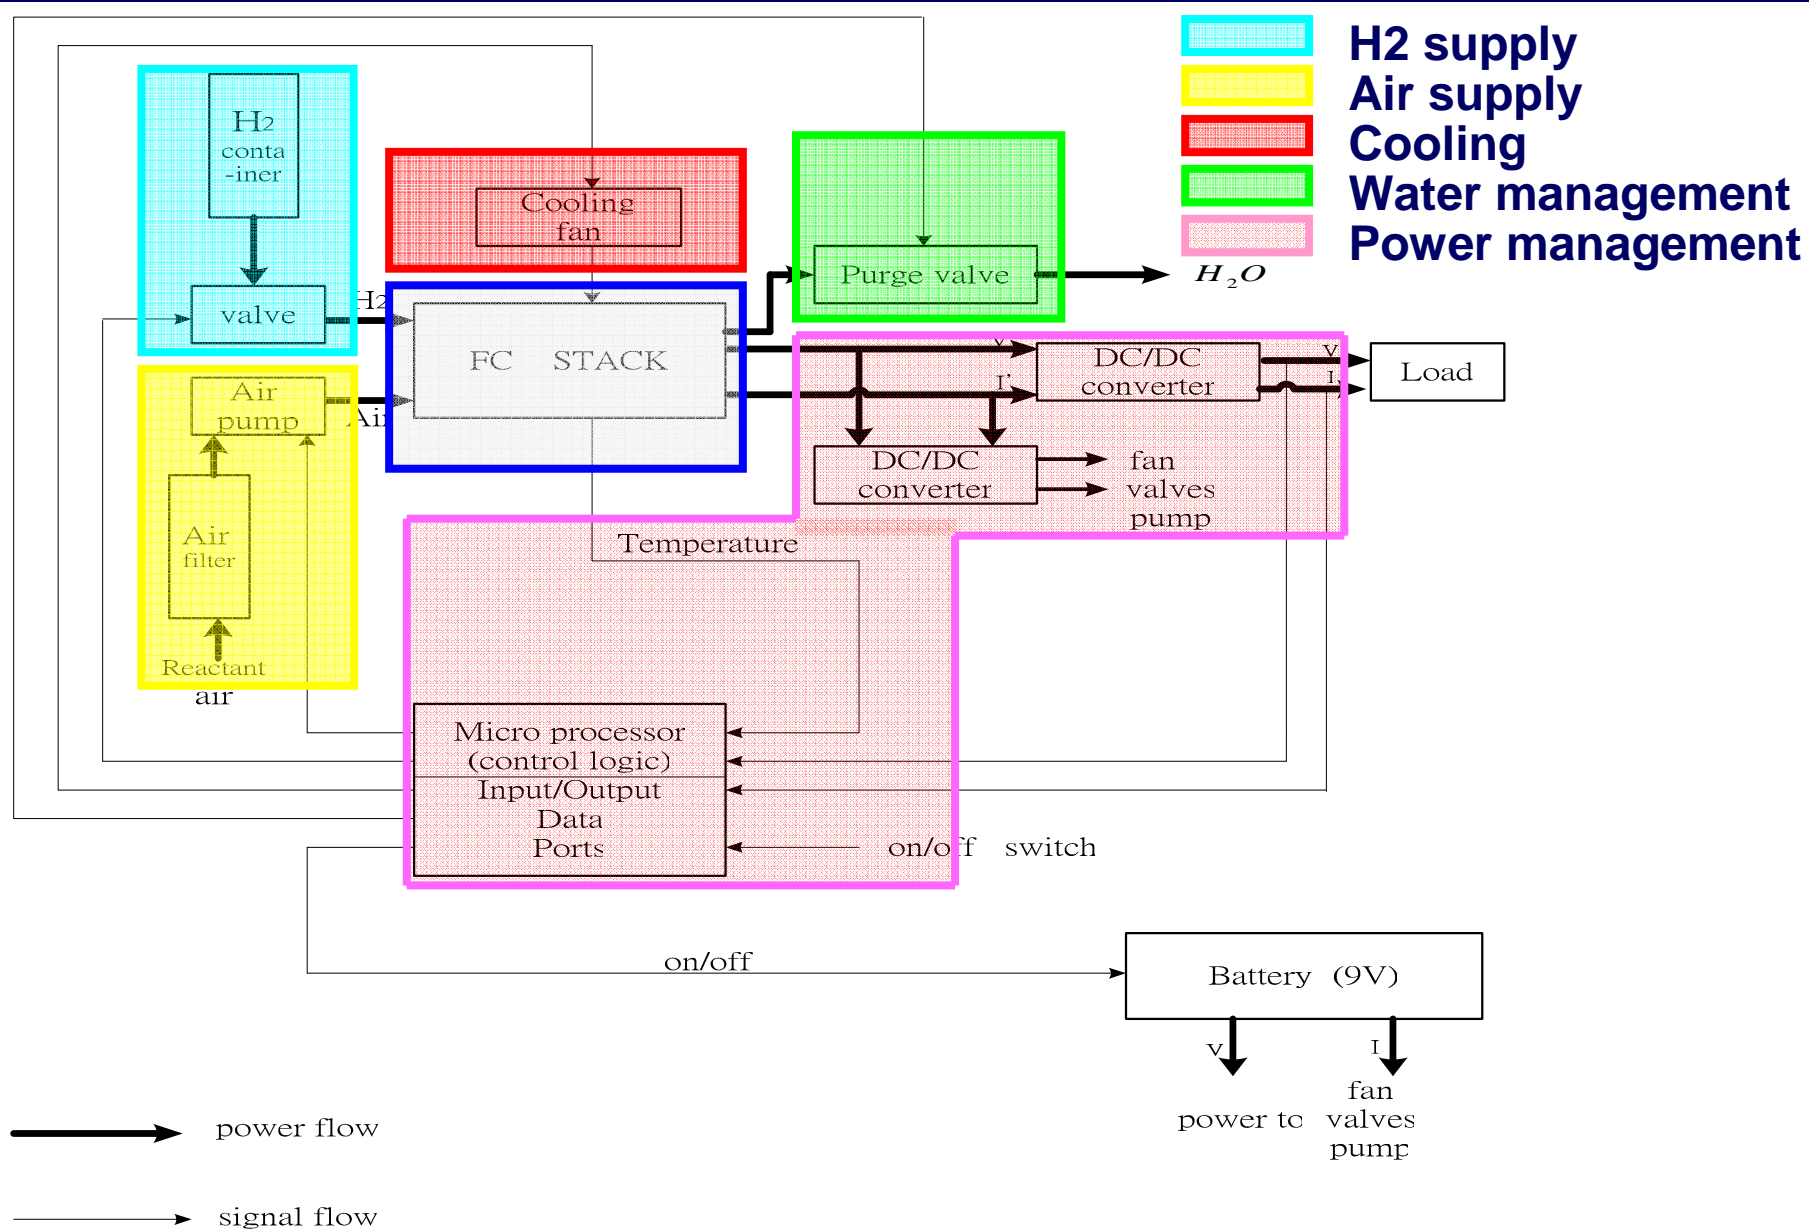 H2 supply
Air supply
Cooling
Water management
Power management
H2
conta
-iner
valve
H2
Cooling
fan
Purge valve
H₂O
FC STACK
Air
pump
Air
Air
filter
Reactant
air
V'
I'
DC/DC
converter
V
I
Load
DC/DC
converter
fan
valves
pump
Temperature
Micro processor
(control logic)
Input/Output
Data
Ports
on/off switch
on/off
Battery (9V)
V
I
power to
fan
valves
pump
power flow
signal flow